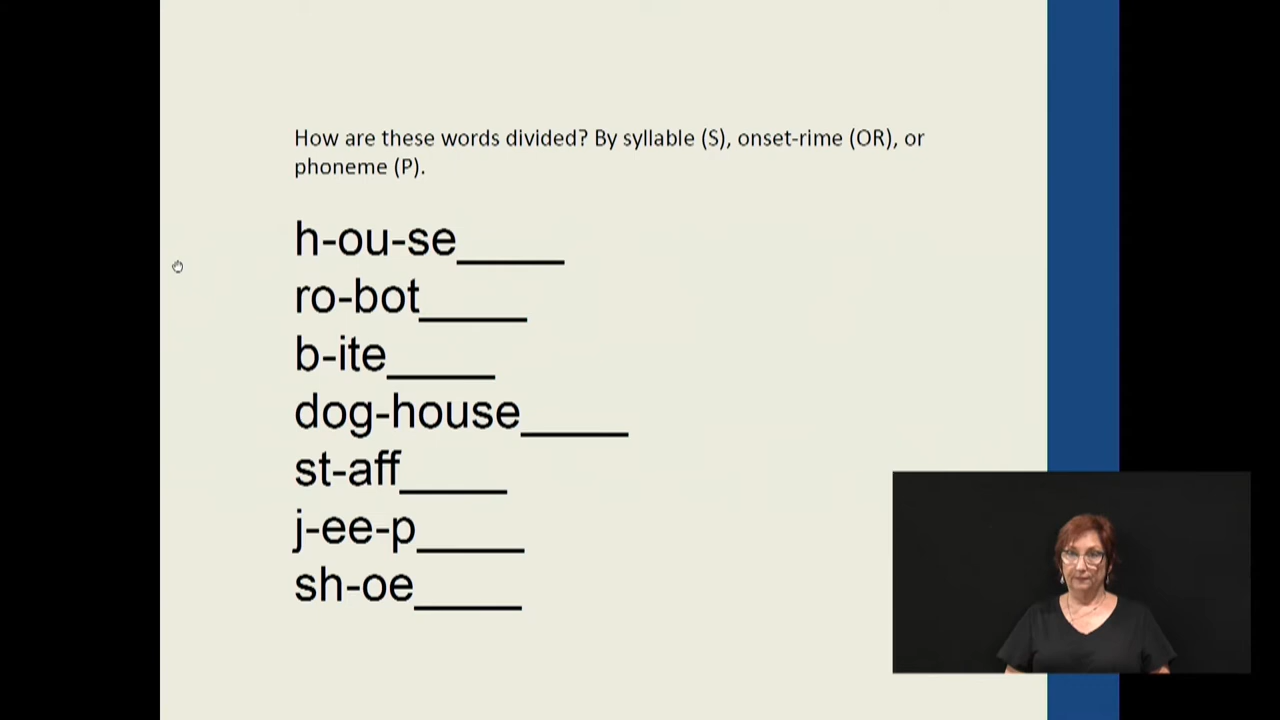 How are these words divided? By syllable (S), onset-rime (OR), or
phoneme (P).
h-ou-se_____
ro-bot_____
b-ite_____
dog-house_____
st-aff_____
j-ee-p_____
sh-oe_____